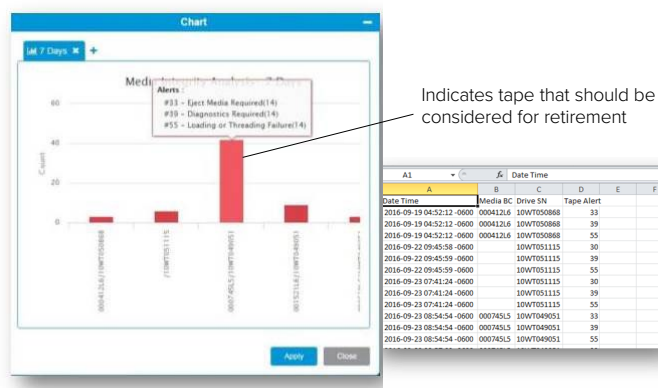 Chart
7 Days
Media Integrity Analysis - 7 Days
Alerts :
#33 - Eject Media Required(14)
#39 - Diagnostics Required(14)
#55 - Loading or Threading Failure(14)
60
40
20
0
Count
000412L6/10WT050868
/10WT051115
000745L5/10WT049051
001521L6/10WT049051
Apply
Close
Indicates tape that should be
considered for retirement
A1 fx Date Time
A B C D E F
Date Time Media BC Drive SN Tape Alert
2016-09-19 04:52:12 -0600 000412L6 10WT050868 33
2016-09-19 04:52:12 -0600 000412L6 10WT050868 39
2016-09-19 04:52:12 -0600 000412L6 10WT050868 55
2016-09-22 09:45:58 -0600 10WT051115 30
2016-09-22 09:45:59 -0600 10WT051115 39
2016-09-22 09:45:59 -0600 10WT051115 55
2016-09-23 07:41:24 -0600 10WT051115 30
2016-09-23 07:41:24 -0600 10WT051115 39
2016-09-23 07:41:24 -0600 10WT051115 55
2016-09-23 08:54:54 -0600 000745L5 10WT049051 33
2016-09-23 08:54:54 -0600 000745L5 10WT049051 39
2016-09-23 08:54:54 -0600 000745L5 10WT049051 55